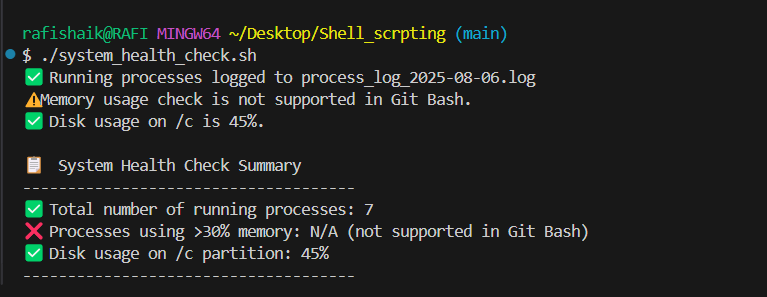 rafishaik@RAFI MINGW64 ~/Desktop/Shell_scrpting (main)
$ ./system_health_check.sh
✅ Running processes logged to process_log_2025-08-06.log
⚠️Memory usage check is not supported in Git Bash.
✅ Disk usage on /c is 45%.
📋 System Health Check Summary
-----------------------------------
✅ Total number of running processes: 7
❌ Processes using >30% memory: N/A (not supported in Git Bash)
✅ Disk usage on /c partition: 45%
-----------------------------------